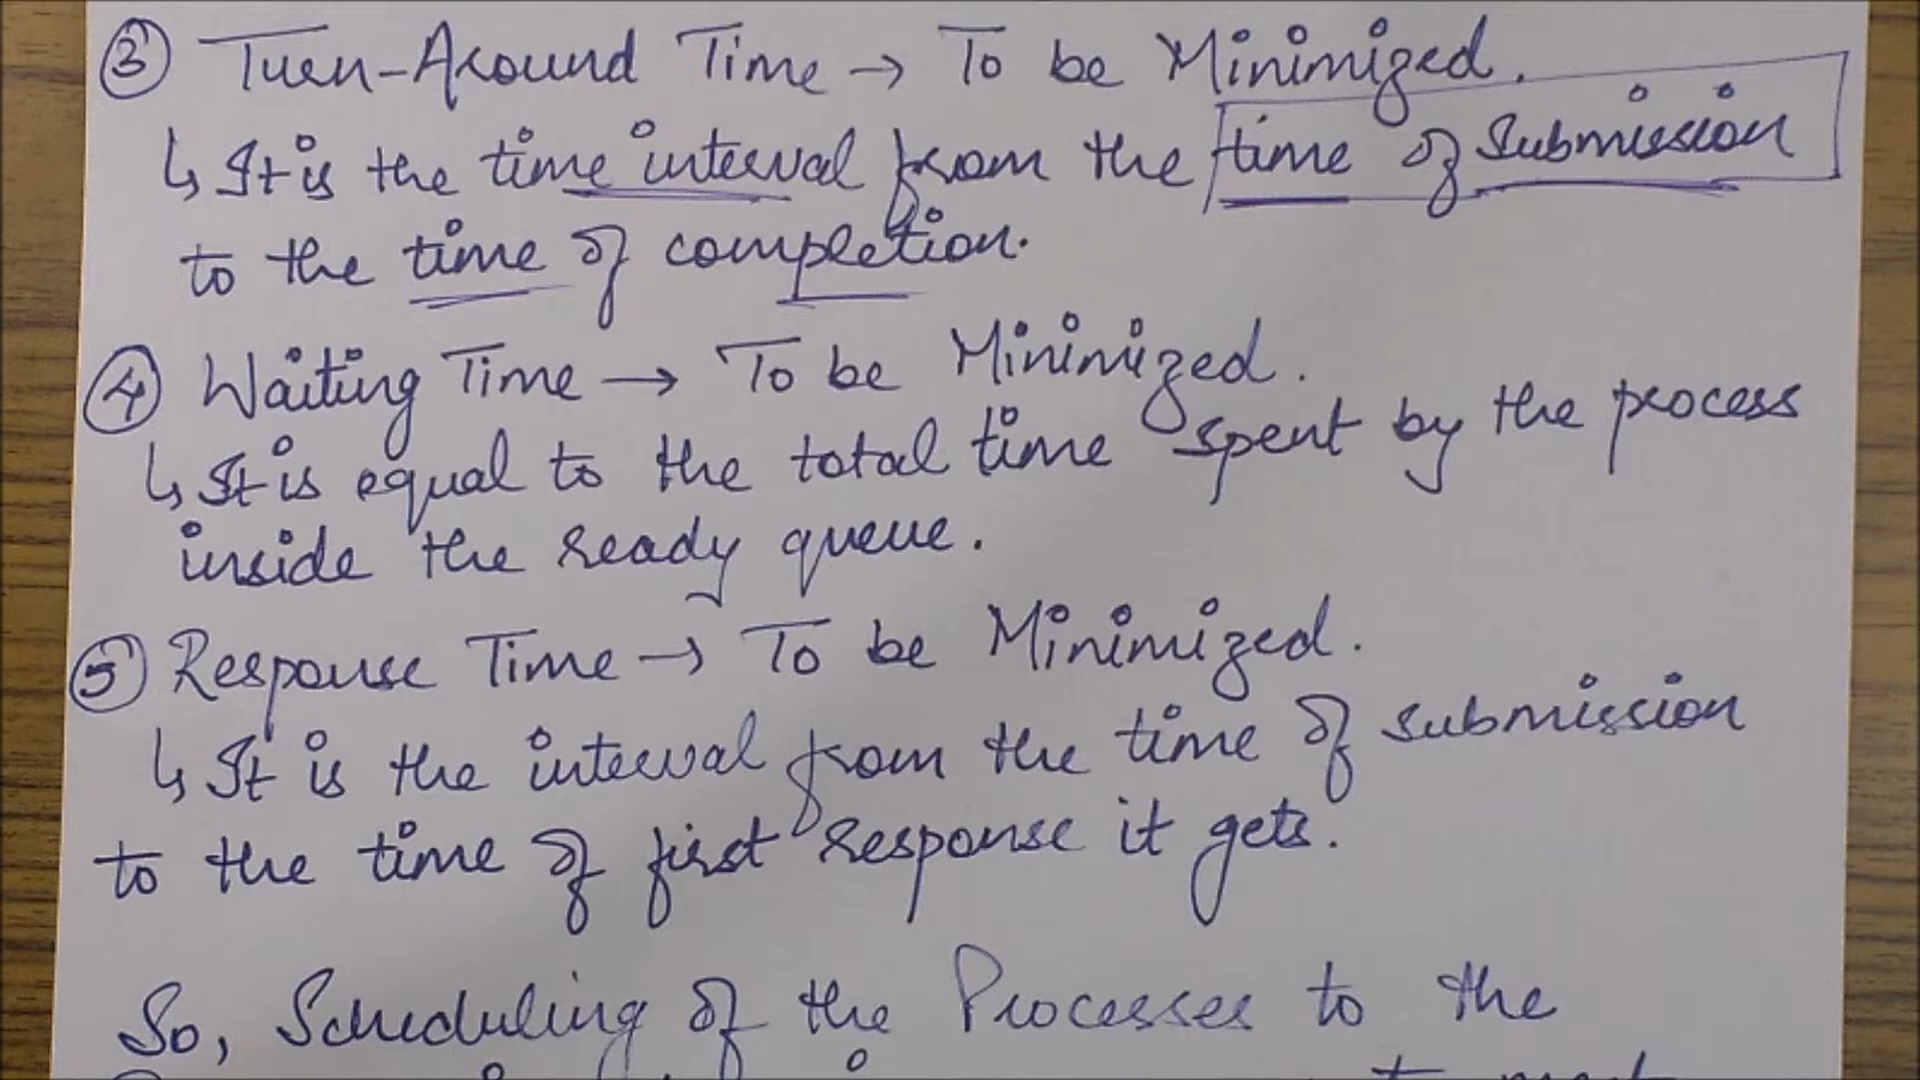 ③ Turn-Around Time → To be Minimized.
↳ It is the time interval from the time of submission
to the time of completion.
④ Waiting Time → To be Minimized.
↳ It is equal to the total time spent by the process
inside the ready queue.
⑤ Response Time → To be Minimized.
↳ It is the interval from the time of submission
to the time of first response it gets.
So, Scheduling of the Processes to the